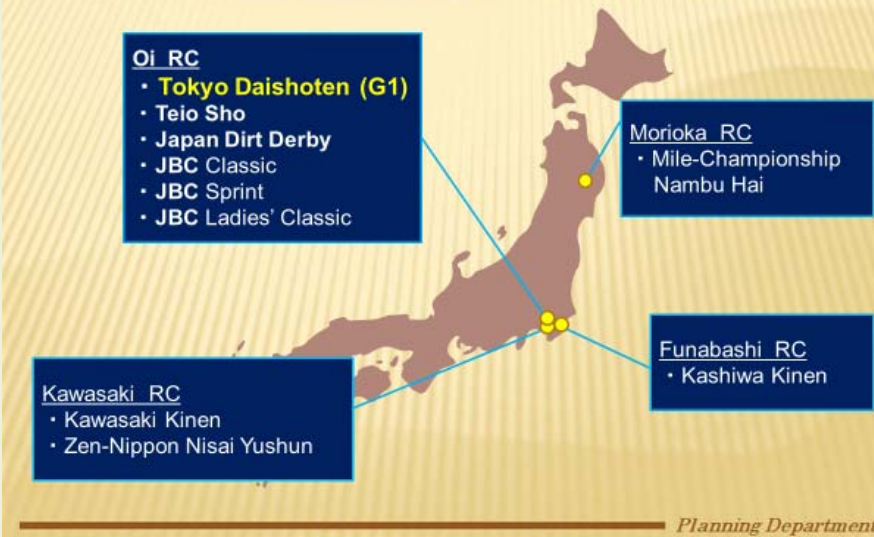 Oi RC
・Tokyo Daishoten (G1)
・Teio Sho
・Japan Dirt Derby
・JBC Classic
・JBC Sprint
・JBC Ladies’ Classic
Morioka RC
・Mile-Championship
Nambu Hai
Funabashi RC
・Kashiwa Kinen
Kawasaki RC
・Kawasaki Kinen
・Zen-Nippon Nisai Yushun
Planning Department